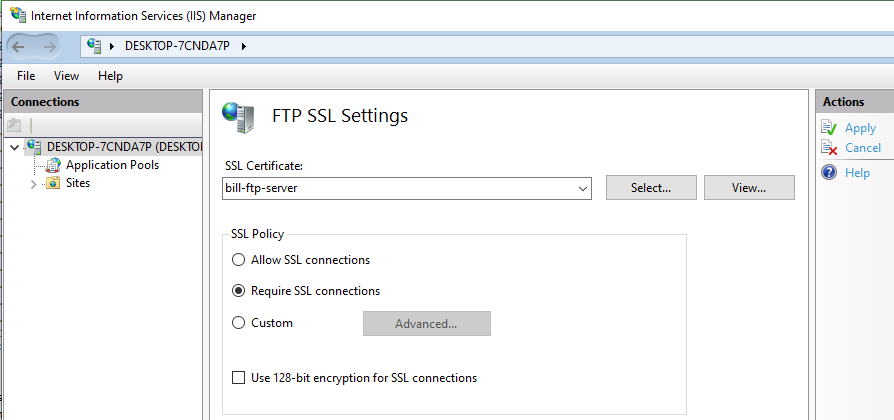 Internet Information Services (IIS) Manager
DESKTOP-7CNDA7P
File View Help
Connections
DESKTOP-7CNDA7P (DESKTO
Application Pools
Sites
FTP SSL Settings
SSL Certificate:
bill-ftp-server
Select...
View...
SSL Policy
Allow SSL connections
Require SSL connections
Custom
Advanced...
Use 128-bit encryption for SSL connections
Actions
Apply
Cancel
Help